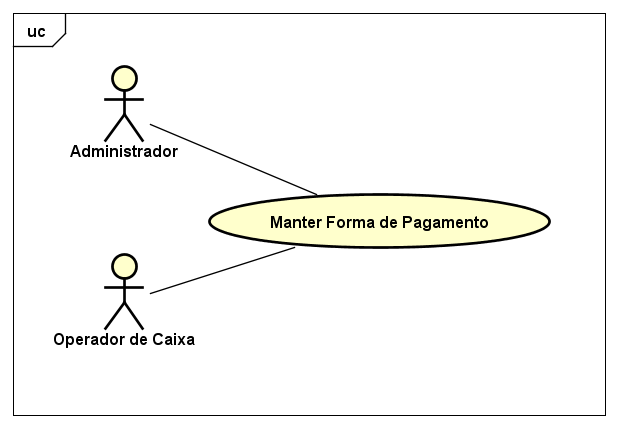 uc
Administrador
Manter Forma de Pagamento
Operador de Caixa